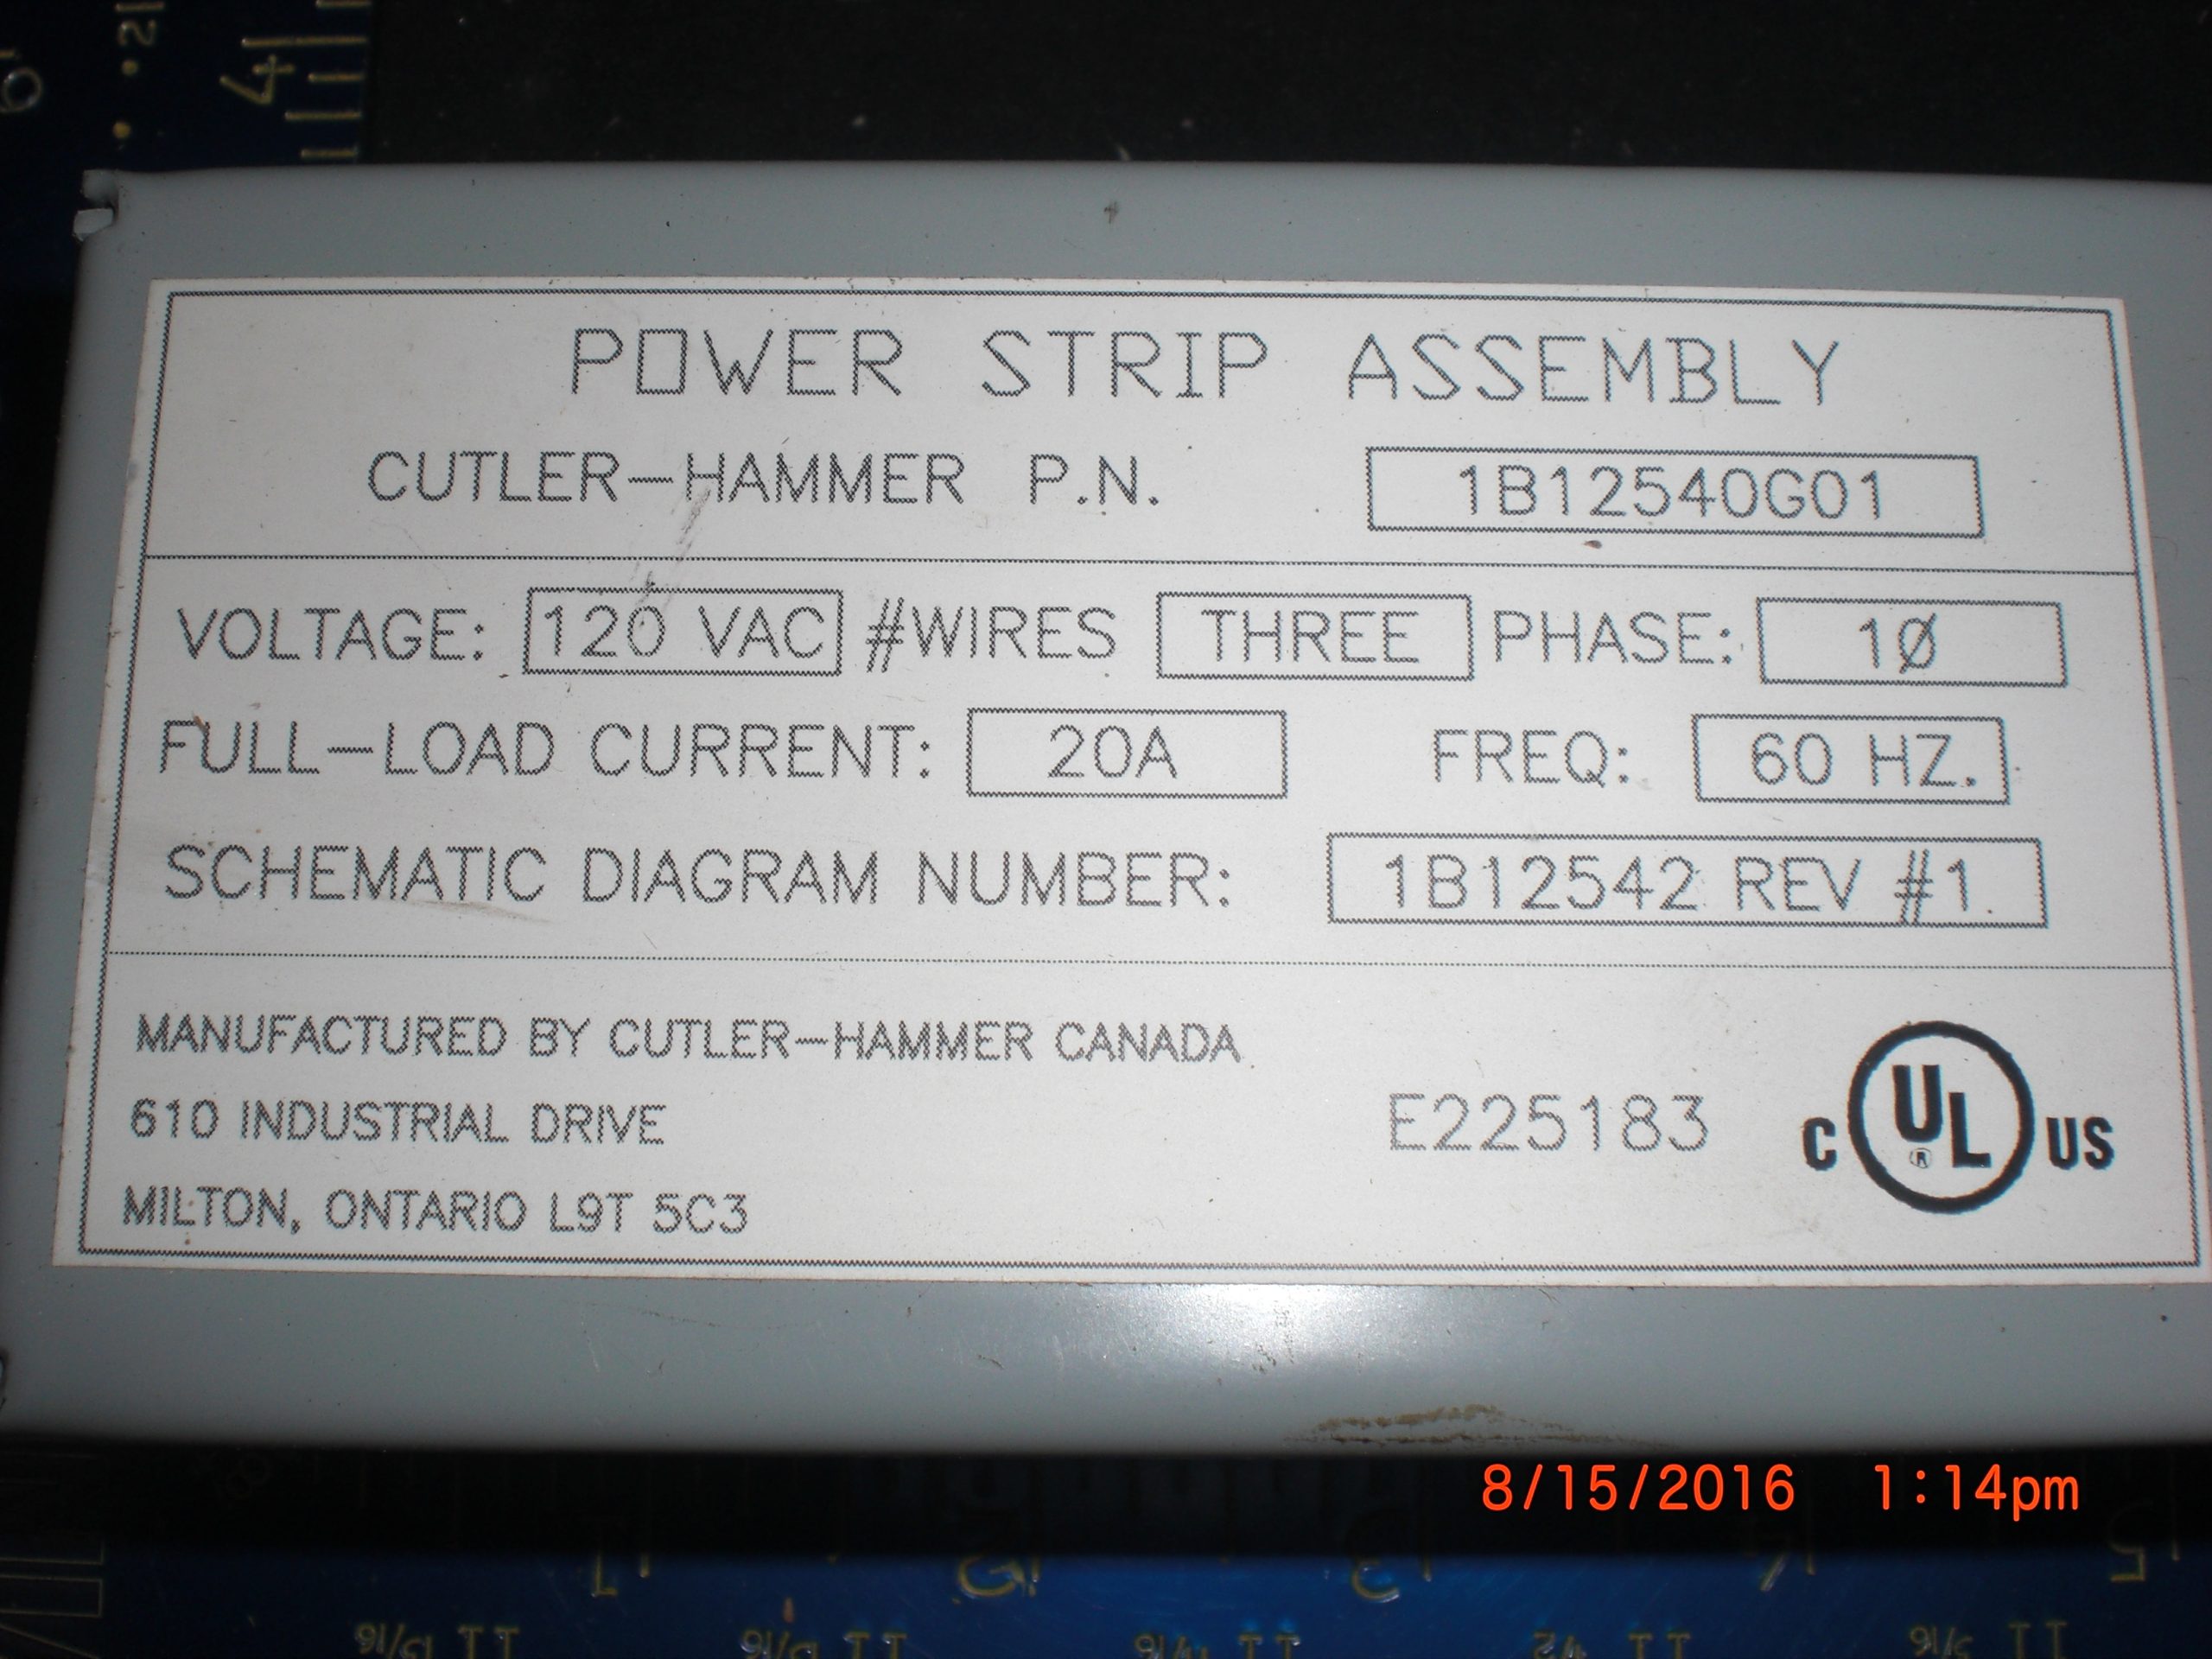 POWER STRIP ASSEMBLY
CUTLER-HAMMER P.N. 1B12540G01
VOLTAGE: 120 VAC #WIRES THREE PHASE: 1Ø
FULL-LOAD CURRENT: 20A FREQ: 60 HZ.
SCHEMATIC DIAGRAM NUMBER: 1B12542 REV #1
MANUFACTURED BY CUTLER-HAMMER CANADA
610 INDUSTRIAL DRIVE
MILTON, ONTARIO L9T 5C3
E225183
C UL® US
8/15/2016 1:14pm